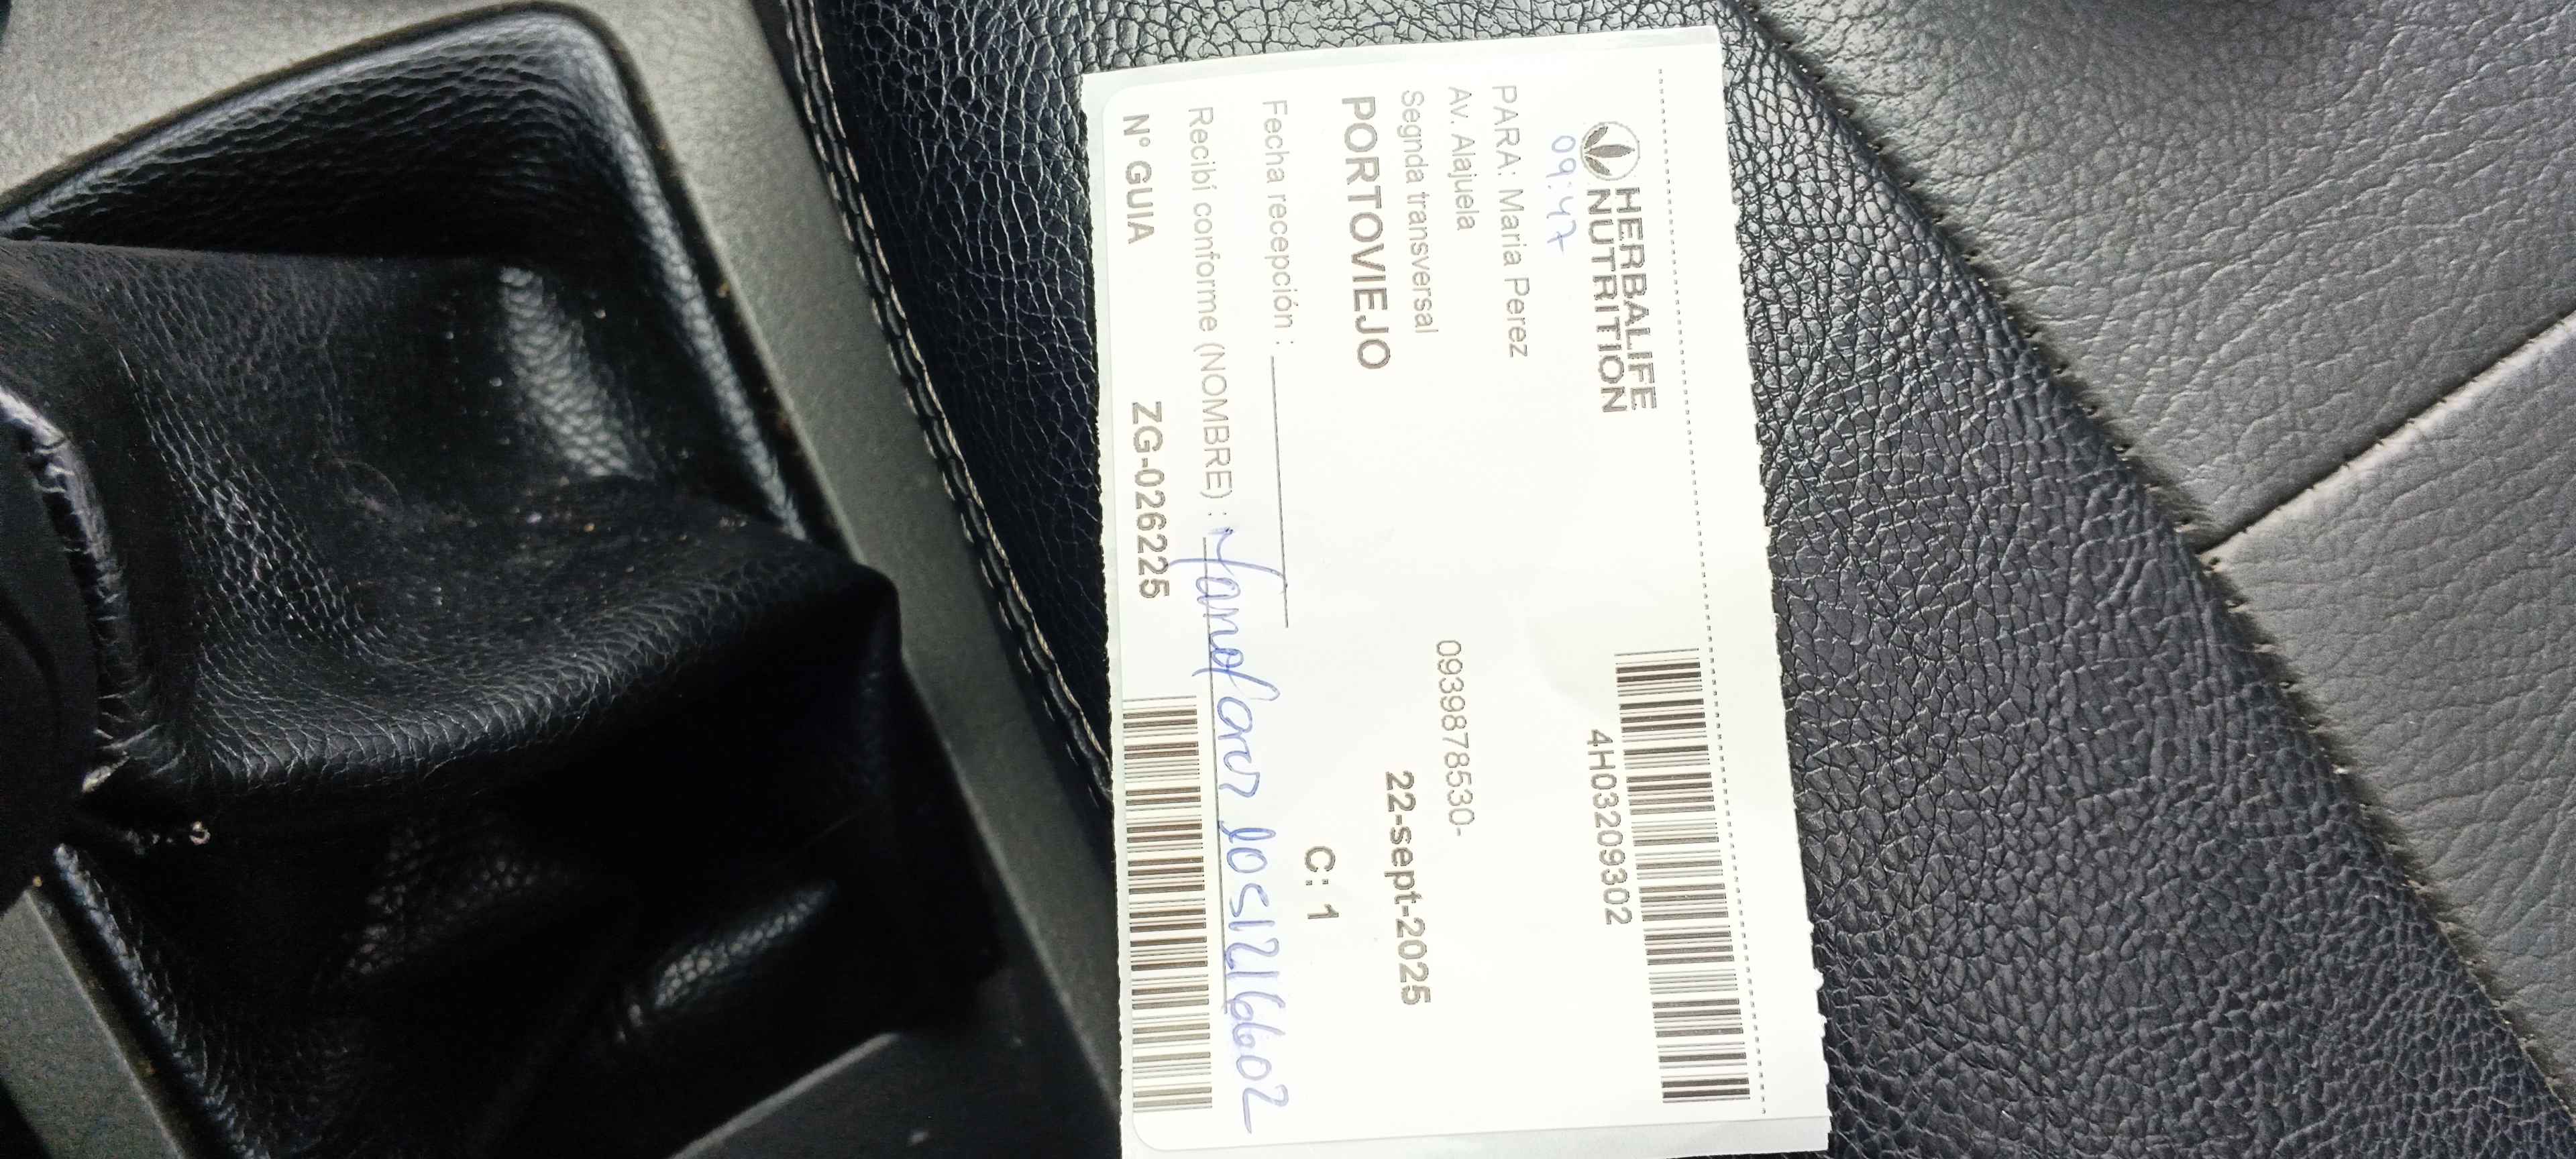 HERBALIFE
NUTRITION
4H03209302
09:47
PARA: Maria Perez
Av. Alajuela
0939878530-
Segnda transversal
22-sept-2025
PORTOVIEJO
C: 1
Fecha recepción :
Recibí conforme (NOMBRE) :
N° GUIA ZG-026225